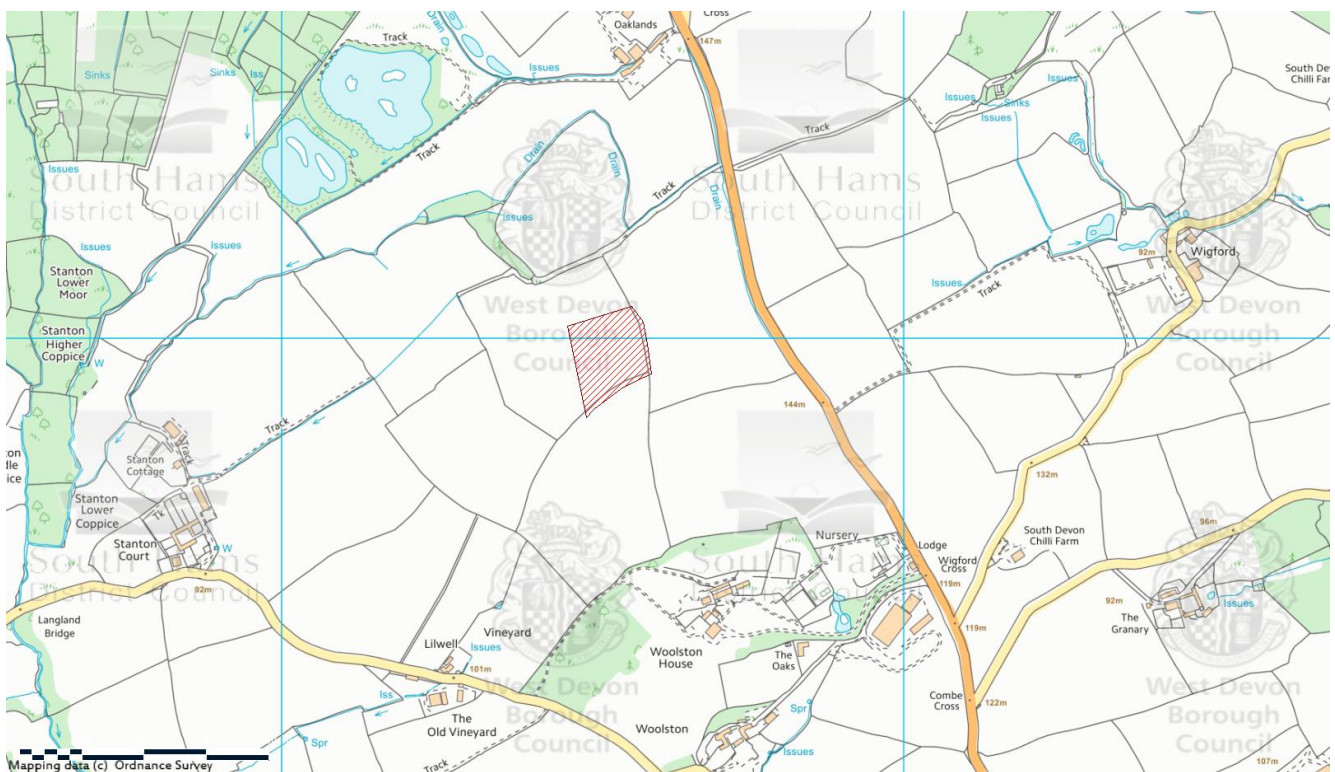 Cross
Oaklands
Drain
Track
147m
Issues
Sinks
Iss
Sinks
Issues
Issues
Sinks
Issues
South Devon
Chilli Farm
Track
Track
Drain
Drain
Track
Drain
Issues
South Hams
District Council
South Hams
District Council
Issues
Issues
Issues
Stanton
Lower
Moor
92m
Wigford
Issues
Track
West Devon
Borough
Council
West Devon
Borough
Council
Stanton
Higher
Coppice
W
144m
Track
Track
Stanton
Cottage
132m
Stanton
Lower
Coppice
Tk
96m
Stanton
Court
W
South Hams
District Council
South Hams
District Council
Nursery
Lodge
South Devon
Chilli Farm
Wigford
Cross
119m
92m
92m
The
Granary
Issues
Langland
Bridge
119m
Vineyard
Lilwell
Issues
101m
Woolston
House
The
Oaks
Iss
The
Old Vineyard
West Devon
Borough
Council
West Devon
Borough
Council
Combe
Cross
122m
Spr
Woolston
Spr
Issues
Track
107m
Mapping data (c) Ordnance Survey